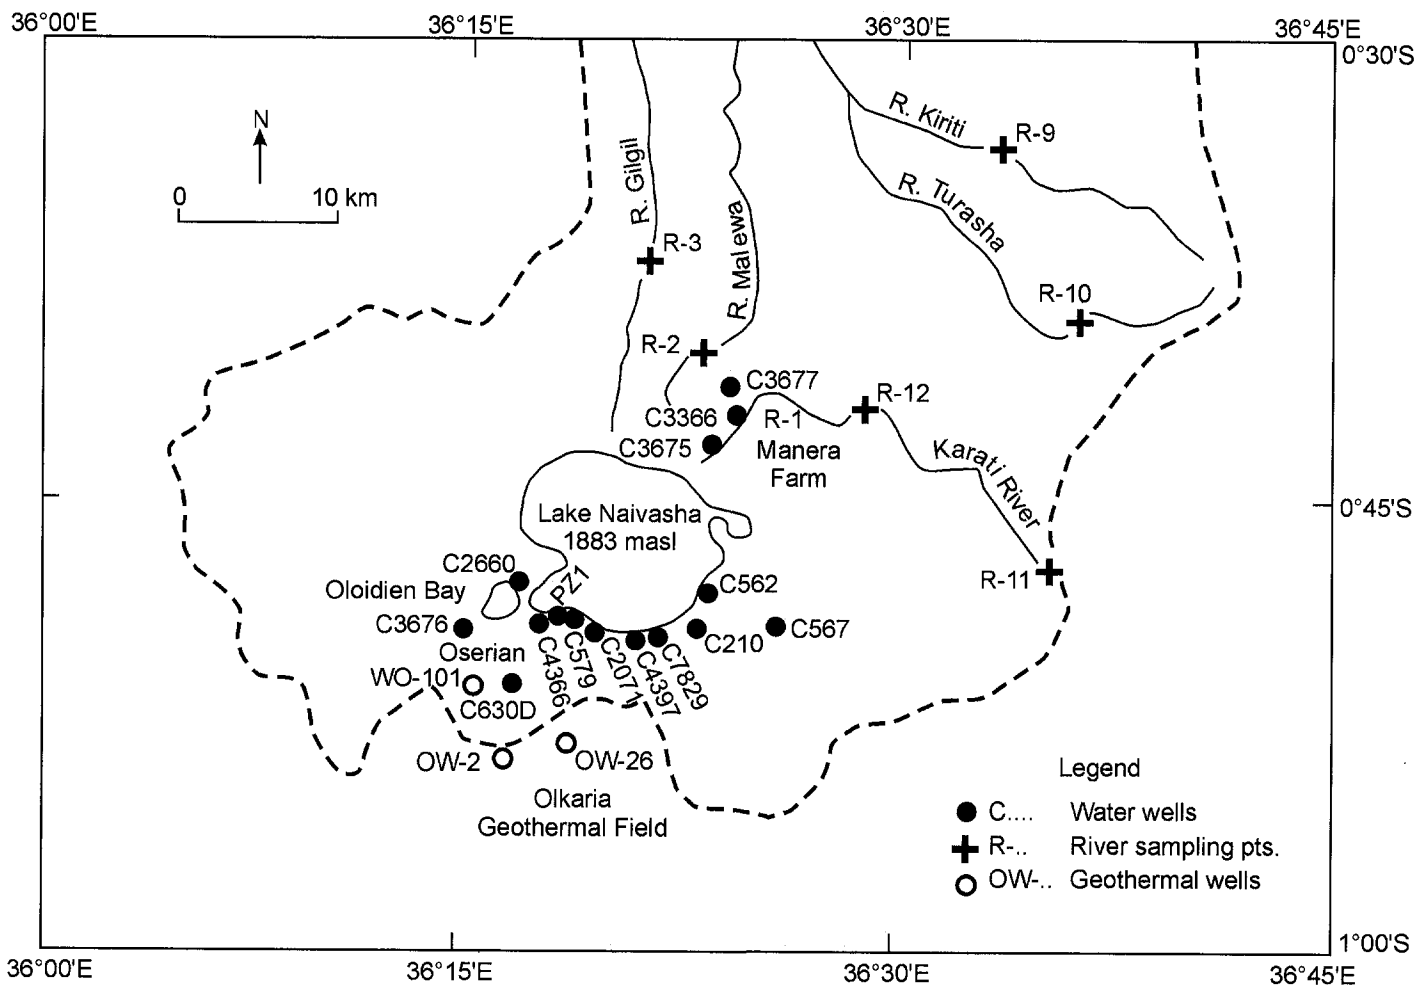 36°00'E
36°15'E
36°30'E
36°45'E
0°30'S
N
0 10 km
R. Gilgil
R. Malewa
R. Kiriti
R-9
R. Turasha
R-3
R-10
R-2
C3677
R-12
C3366
R-1
C3675
Manera
Farm
Karati River
0°45'S
Lake Naivasha
1883 masl
C2660
PZ1
R-11
Oloidien Bay
C562
C3676
C567
C210
Oserian
C4366
C579
C2071
C4397
C7829
WO-101
C630D
OW-2
OW-26
Olkaria
Geothermal Field
Legend
C.... Water wells
R-.. River sampling pts.
OW-.. Geothermal wells
1°00'S
36°00'E
36°15'E
36°30'E
36°45'E